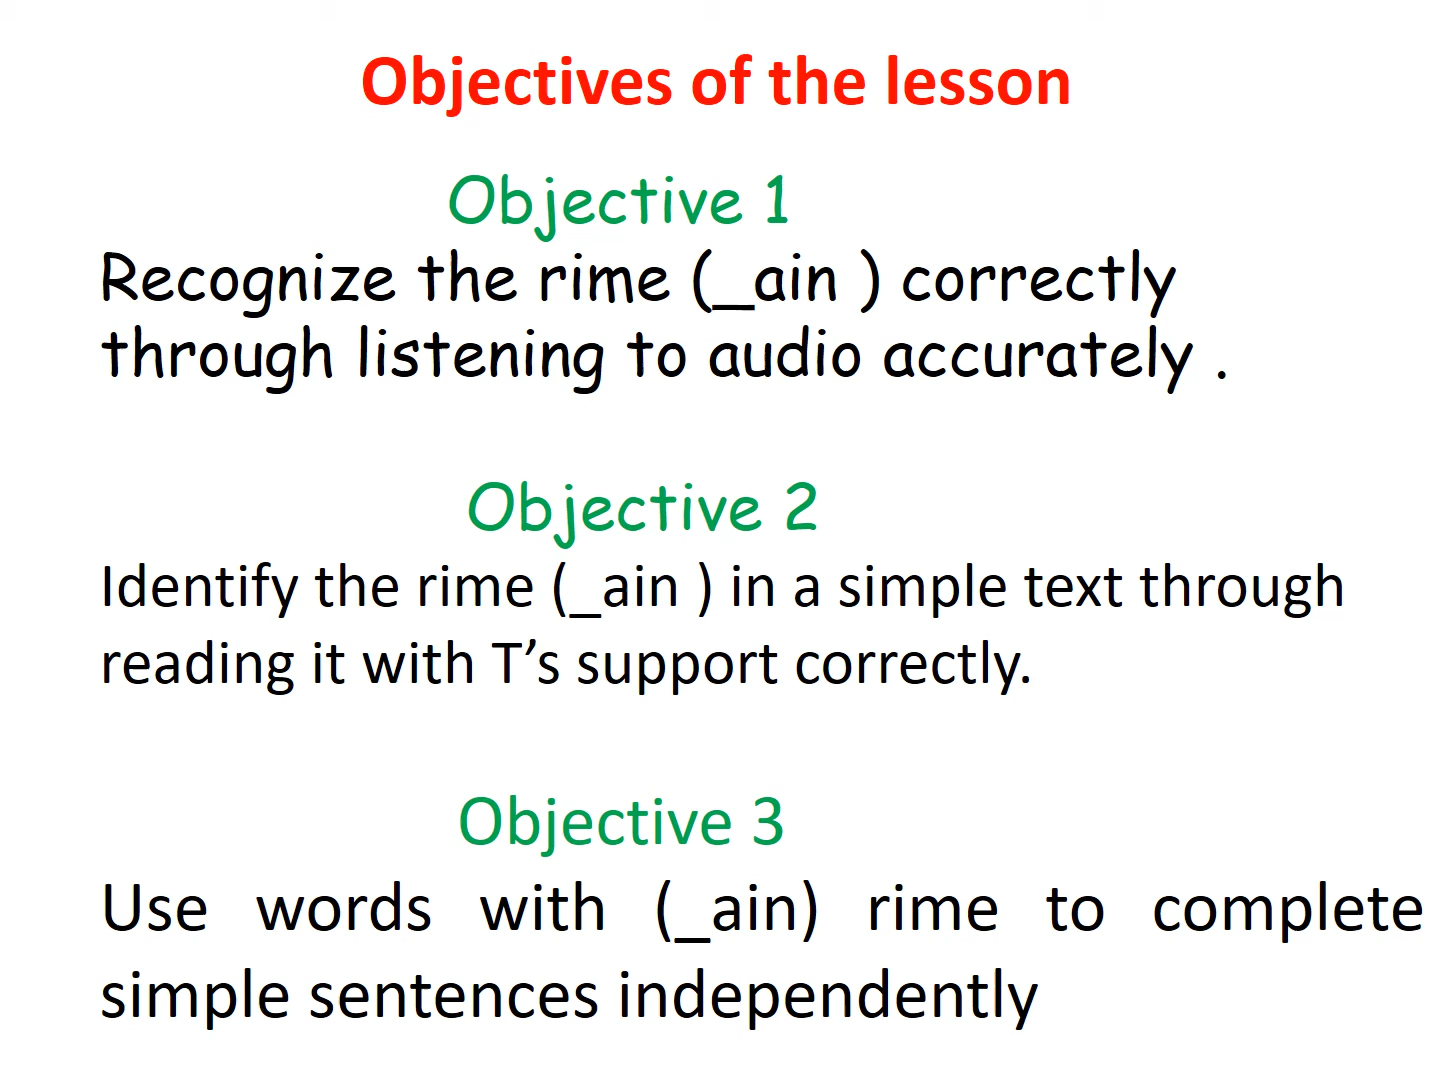 Objectives of the lesson
Objective 1
Recognize the rime (_ain ) correctly
through listening to audio accurately .
Objective 2
Identify the rime (_ain ) in a simple text through
reading it with T’s support correctly.
Objective 3
Use words with (_ain) rime to complete
simple sentences independently